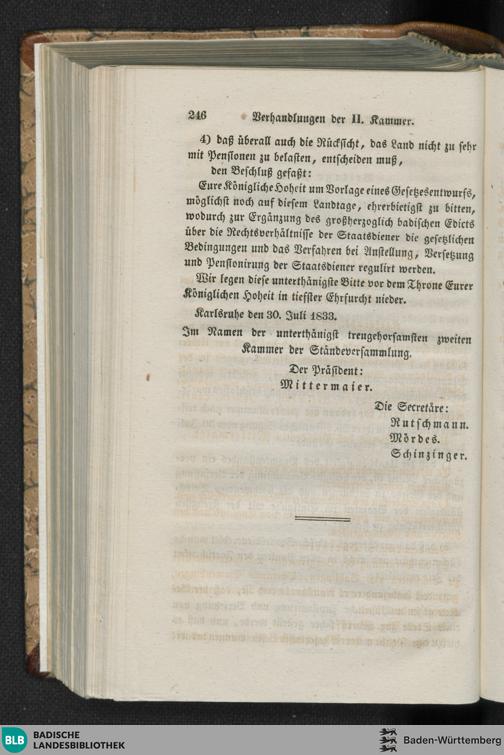 246 Verhandlungen der II. Kammer.
4) daß überall auch die Rücksicht, das Land nicht zu sehr
mit Pensionen zu belasten, entscheiden muß,
den Beschluß gefaßt:
Eure Königliche Hoheit um Vorlage eines Gesetzesentwurfs,
möglichst noch auf diesem Landtage, ehrerbietigst zu bitten,
wodurch zur Ergänzung des großherzoglich badischen Edicts
über die Rechtsverhältnisse der Staatsdiener die gesetzlichen
Bedingungen und das Verfahren bei Anstellung, Versetzung
und Pensionirung der Staatsdiener regulirt werden.
Wir legen diese unterthänigste Bitte vor dem Throne Eurer
Königlichen Hoheit in tiefster Ehrfurcht nieder.
Karlsruhe den 30. Juli 1833.
Im Namen der unterthänigst treugehorsamsten zweiten
Kammer der Ständeversammlung.
Der Präsident:
Mittermaier.
Die Secretäre:
Rutschmann.
Mördes.
Schinzinger.
BLB BADISCHE
LANDESBIBLIOTHEK
Baden-Württemberg